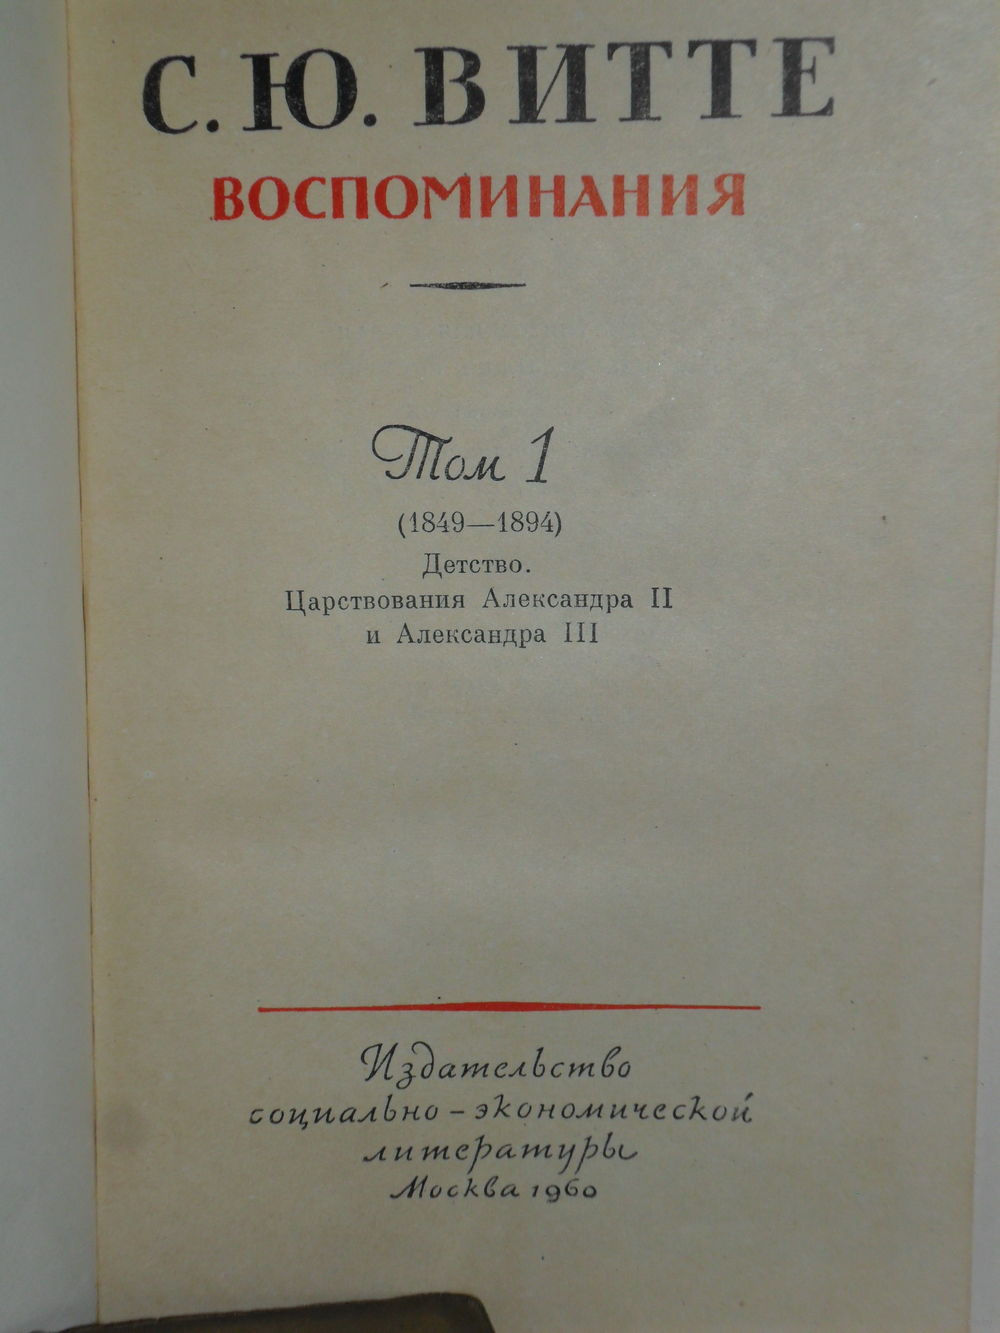 С. Ю. ВИТТЕ
ВОСПОМИНАНИЯ
Том 1
(1849—1894)
Детство.
Царствования Александра II
и Александра III
Издательство
социально-экономической
литературы
Москва 1960